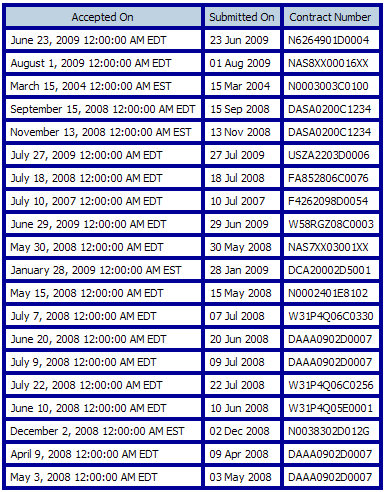 Accepted On Submitted On Contract Number
June 23, 2009 12:00:00 AM EDT 23 Jun 2009 N6264901D0004
August 1, 2009 12:00:00 AM EDT 01 Aug 2009 NAS8XX00016XX
March 15, 2004 12:00:00 AM EDT 15 Mar 2004 N0003003C0100
September 15, 2008 12:00:00 AM EDT 15 Sep 2008 DASA0200C1234
November 13, 2008 12:00:00 AM EST 13 Nov 2008 DASA0200C1234
July 27, 2009 12:00:00 AM EDT 27 Jul 2009 USZA2203D0006
July 18, 2008 12:00:00 AM EDT 18 Jul 2008 FA852806C0076
July 10, 2007 12:00:00 AM EDT 10 Jul 2007 F4262098D0054
June 29, 2009 12:00:00 AM EDT 29 Jun 2009 W58RGZ08C0003
May 30, 2008 12:00:00 AM EDT 30 May 2008 NAS7XX03001XX
January 28, 2009 12:00:00 AM EST 28 Jan 2009 DCA20002D5001
May 15, 2008 12:00:00 AM EDT 15 May 2008 N0002401E8102
July 7, 2008 12:00:00 AM EDT 07 Jul 2008 W31P4Q06C0330
June 20, 2008 12:00:00 AM EDT 20 Jun 2008 DAAA0902D0007
July 9, 2008 12:00:00 AM EDT 09 Jul 2008 DAAA0902D0007
July 22, 2008 12:00:00 AM EDT 22 Jul 2008 W31P4Q06C0256
June 10, 2008 12:00:00 AM EDT 10 Jun 2008 W31P4Q05E0001
December 2, 2008 12:00:00 AM EST 02 Dec 2008 N0038302D012G
April 9, 2008 12:00:00 AM EDT 09 Apr 2008 DAAA0902D0007
May 3, 2008 12:00:00 AM EDT 03 May 2008 DAAA0902D0007